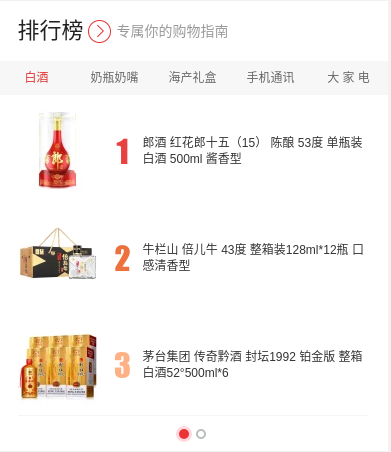 排行榜 专属你的购物指南
白酒 奶瓶奶嘴 海产礼盒 手机通讯 大 家 电
1 郎酒 红花郎十五（15） 陈酿 53度 单瓶装
白酒 500ml 酱香型
2 牛栏山 倍儿牛 43度 整箱装128ml*12瓶 口
感清香型
3 茅台集团 传奇黔酒 封坛1992 铂金版 整箱
白酒52°500ml*6